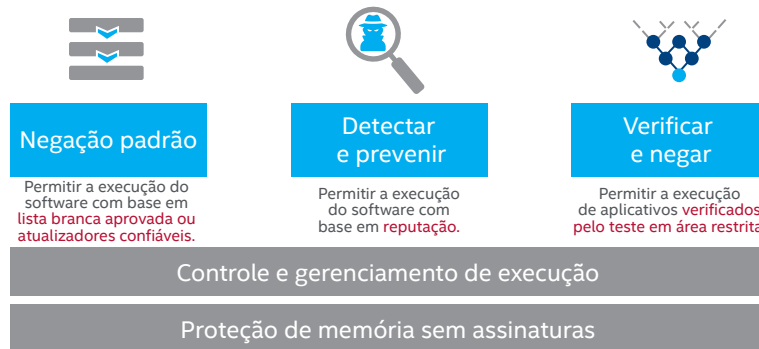 Negação padrão
Permitir a execução do
software com base em
lista branca aprovada ou
atualizadores confiáveis.
Detectar
e prevenir
Permitir a execução
do software com
base em reputação.
Verificar
e negar
Permitir a execução
de aplicativos verificados
pelo teste em área restrita
Controle e gerenciamento de execução
Proteção de memória sem assinaturas